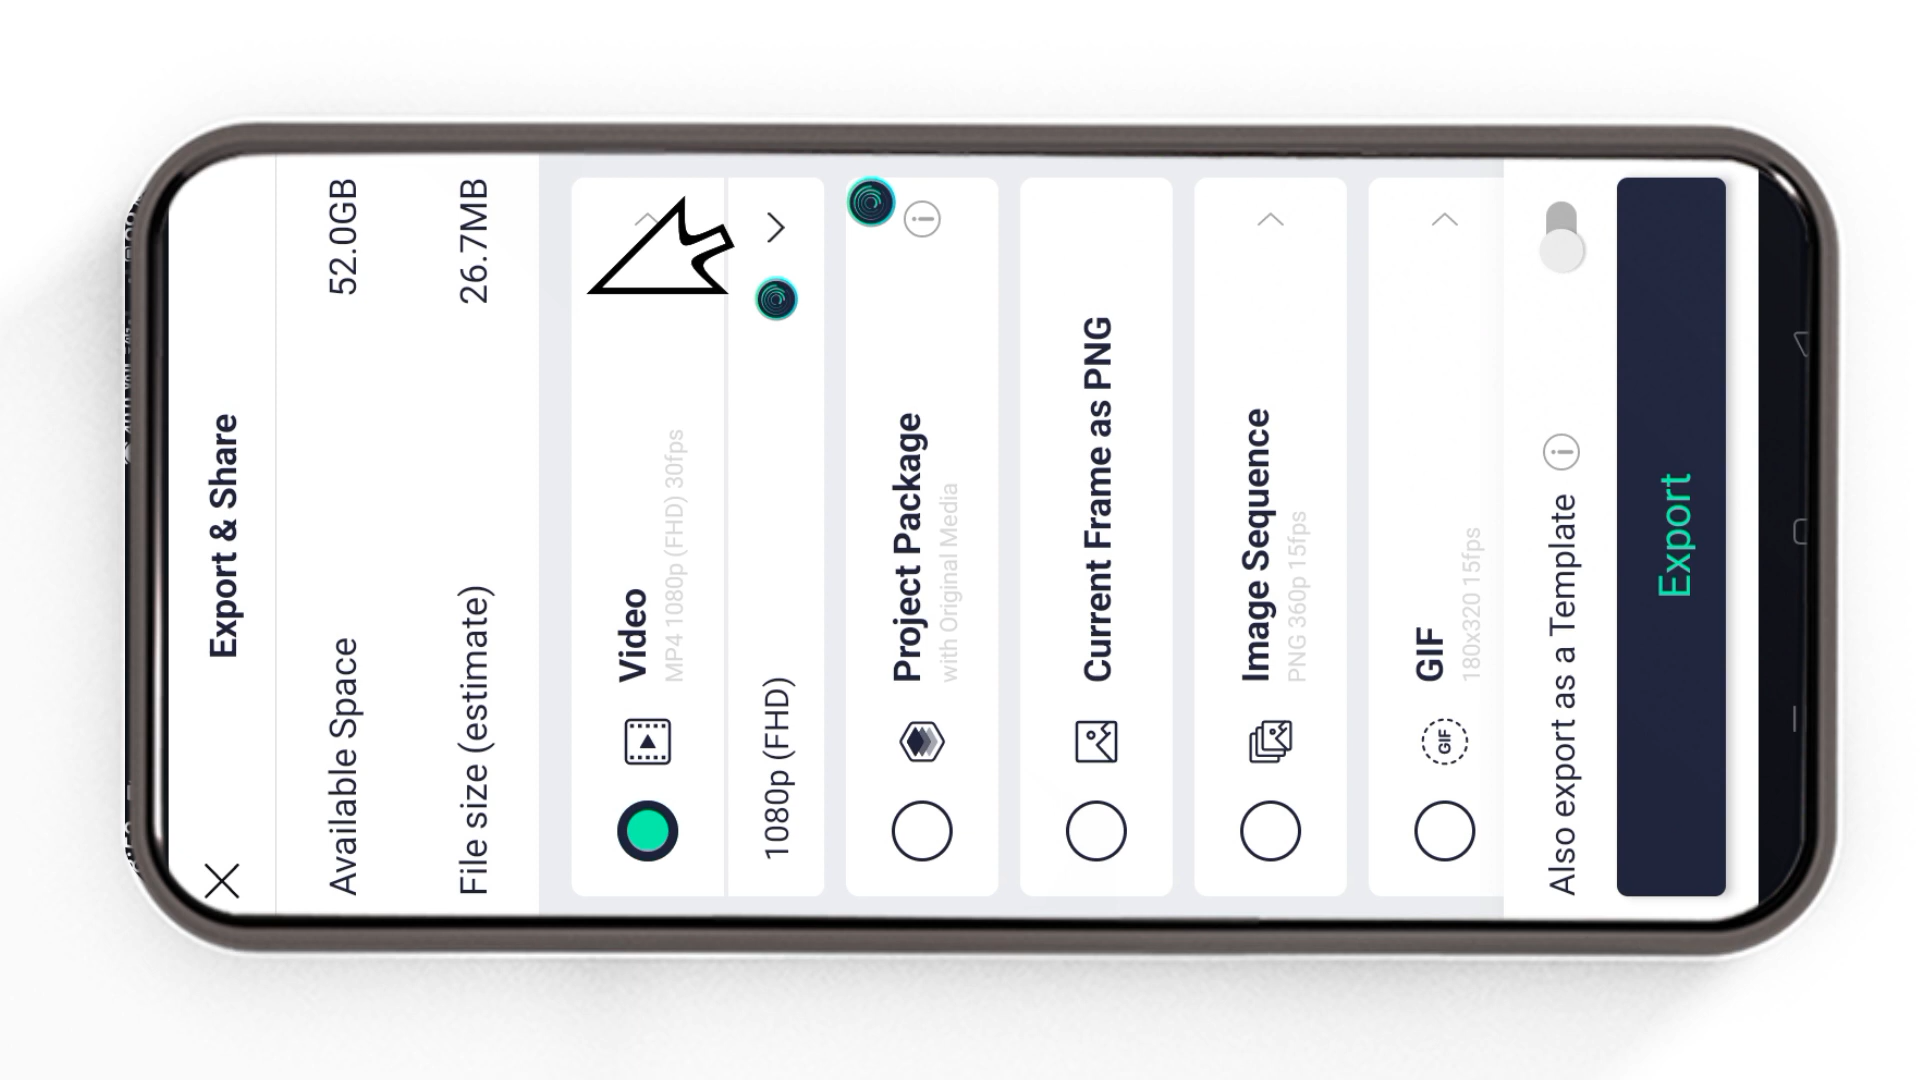 Export & Share
Available Space 52.0GB
File size (estimate) 26.7MB
Video
MP4 1080p (FHD) 30fps
1080p (FHD)
Project Package
with Original Media
Current Frame as PNG
Image Sequence
PNG 360p 15fps
GIF
GIF
180x320 15fps
Also export as a Template
Export